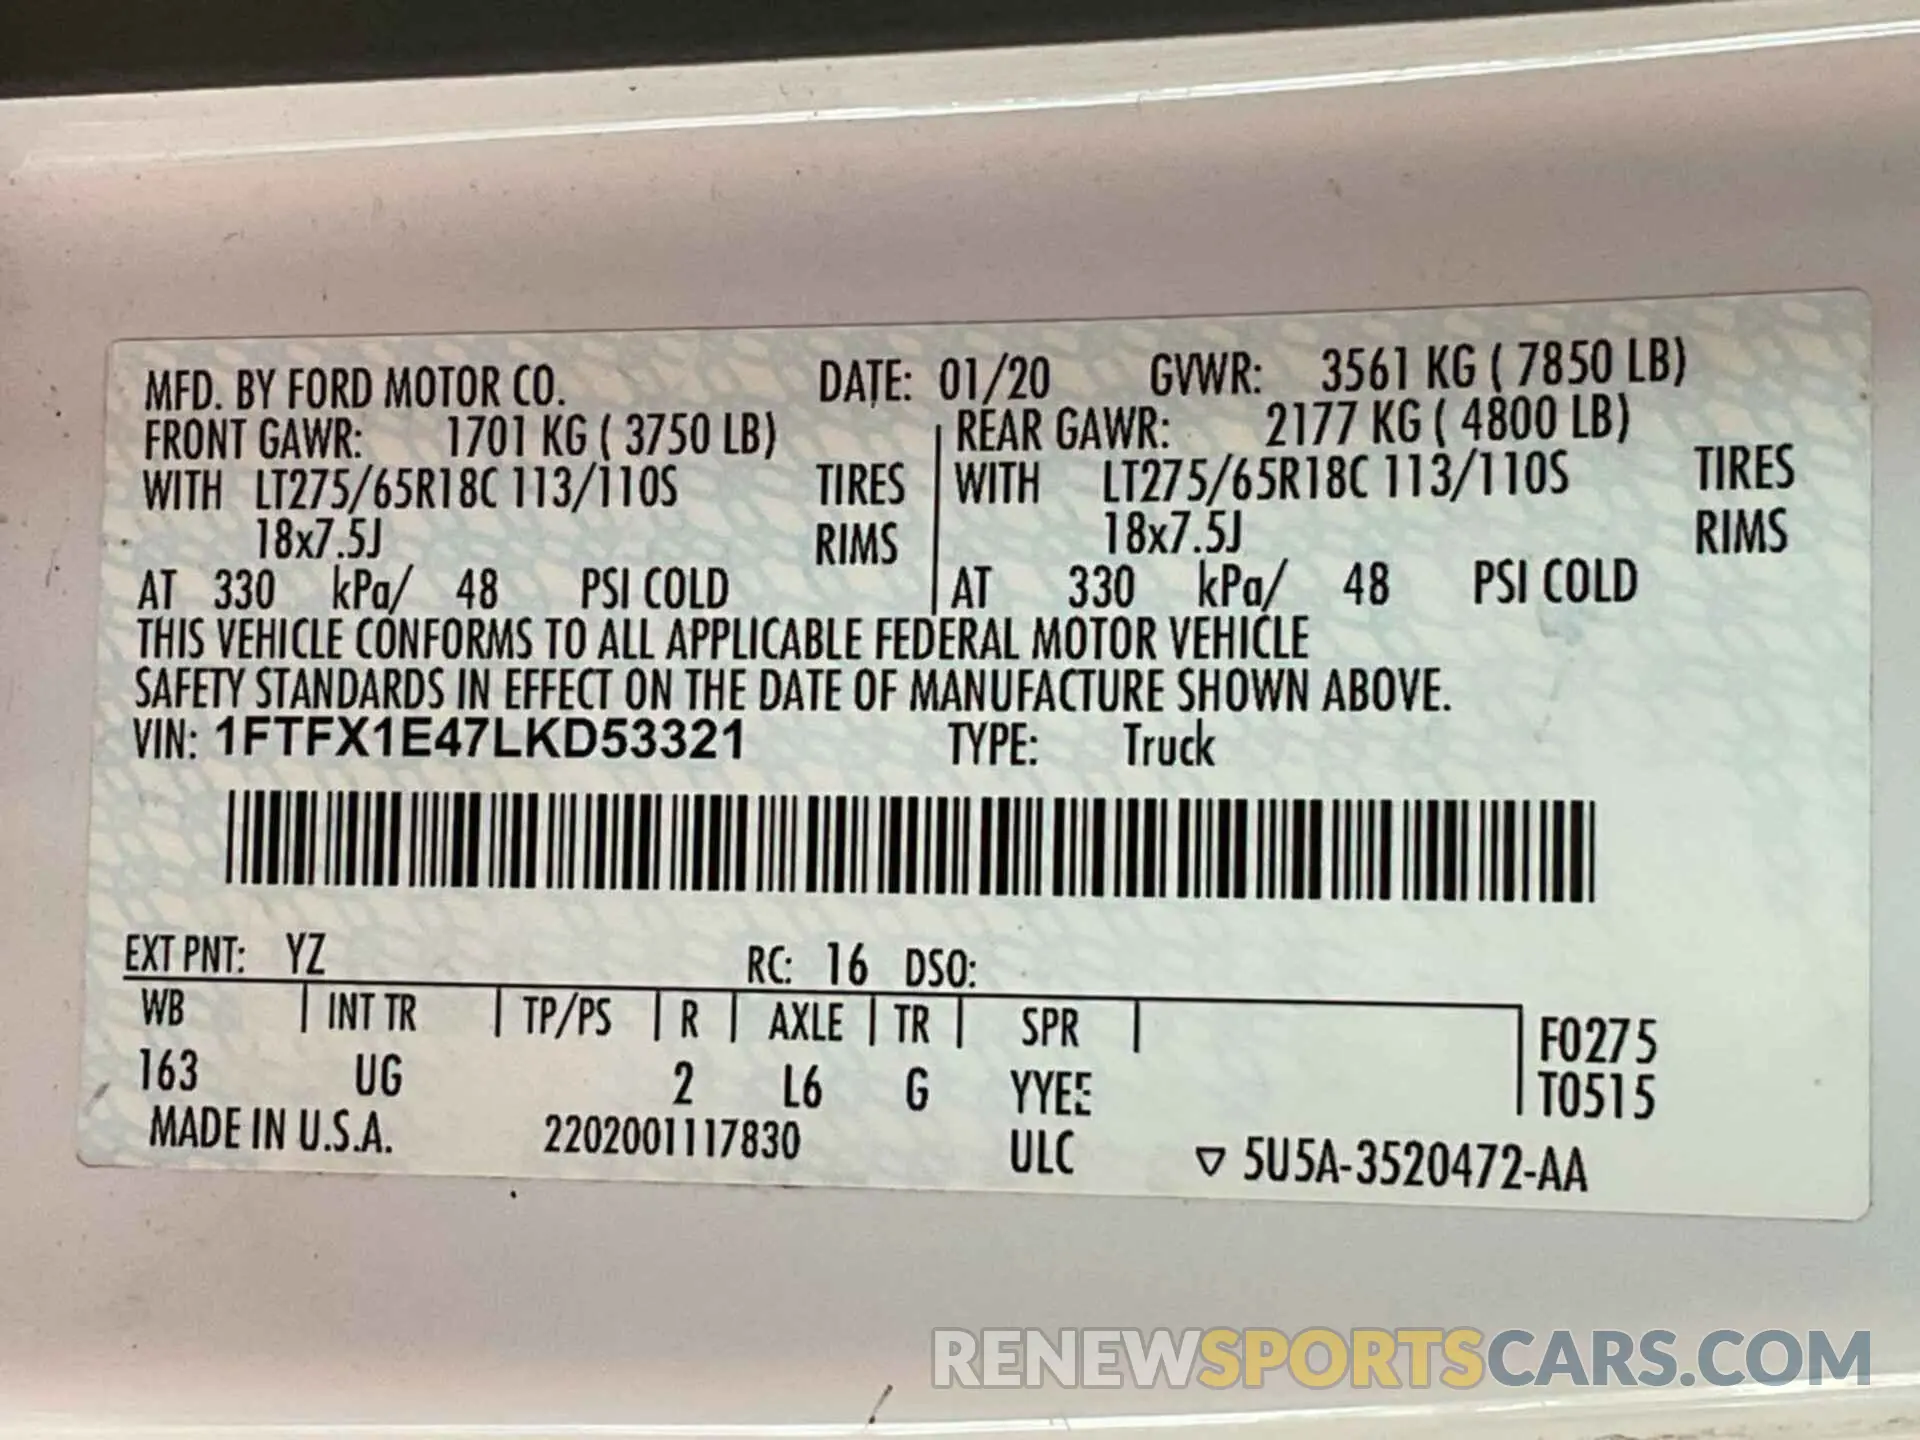 MFD. BY FORD MOTOR CO. DATE: 01/20 GVWR: 3561 KG ( 7850 LB)
FRONT GAWR: 1701 KG ( 3750 LB) REAR GAWR: 2177 KG ( 4800 LB)
WITH LT275/65R18C 113/110S TIRES WITH LT275/65R18C 113/110S TIRES
18x7.5J RIMS 18x7.5J RIMS
AT 330 kPa/ 48 PSI COLD AT 330 kPa/ 48 PSI COLD
THIS VEHICLE CONFORMS TO ALL APPLICABLE FEDERAL MOTOR VEHICLE
SAFETY STANDARDS IN EFFECT ON THE DATE OF MANUFACTURE SHOWN ABOVE.
VIN: 1FTFX1E47LKD53321 TYPE: Truck
EXT PNT: YZ RC: 16 DSO:
WB INT TR TP/PS R AXLE TR SPR F0275
163 UG 2 L6 G YYEE T0515
MADE IN U.S.A. 2202001117830 ULC ▽ 5U5A-3520472-AA
RENEWSPORTSCARS.COM